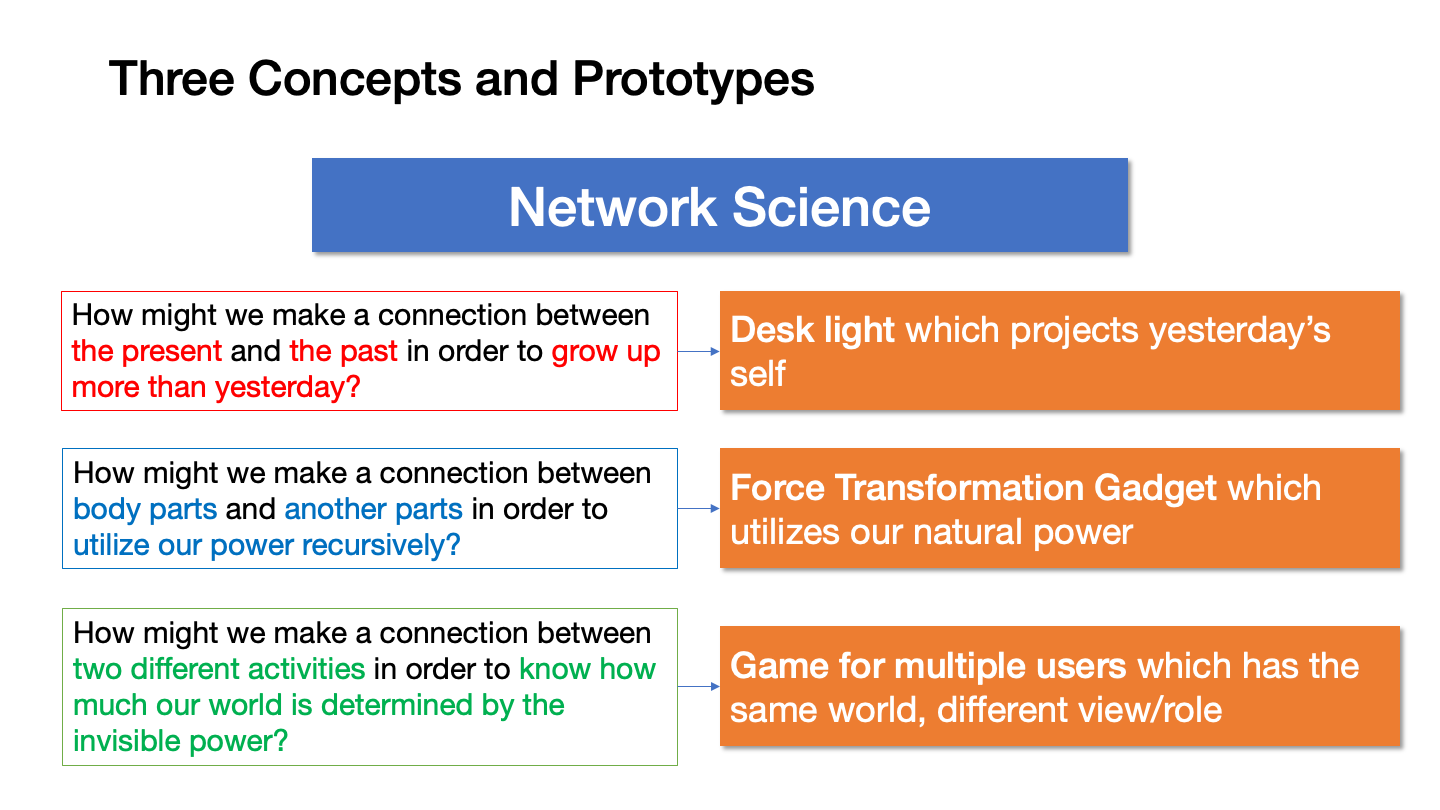 Three Concepts and Prototypes
Network Science
How might we make a connection between
the present and the past in order to grow up
more than yesterday?
Desk light which projects yesterday’s
self
How might we make a connection between
body parts and another parts in order to
utilize our power recursively?
Force Transformation Gadget which
utilizes our natural power
How might we make a connection between
two different activities in order to know how
much our world is determined by the
invisible power?
Game for multiple users which has the
same world, different view/role